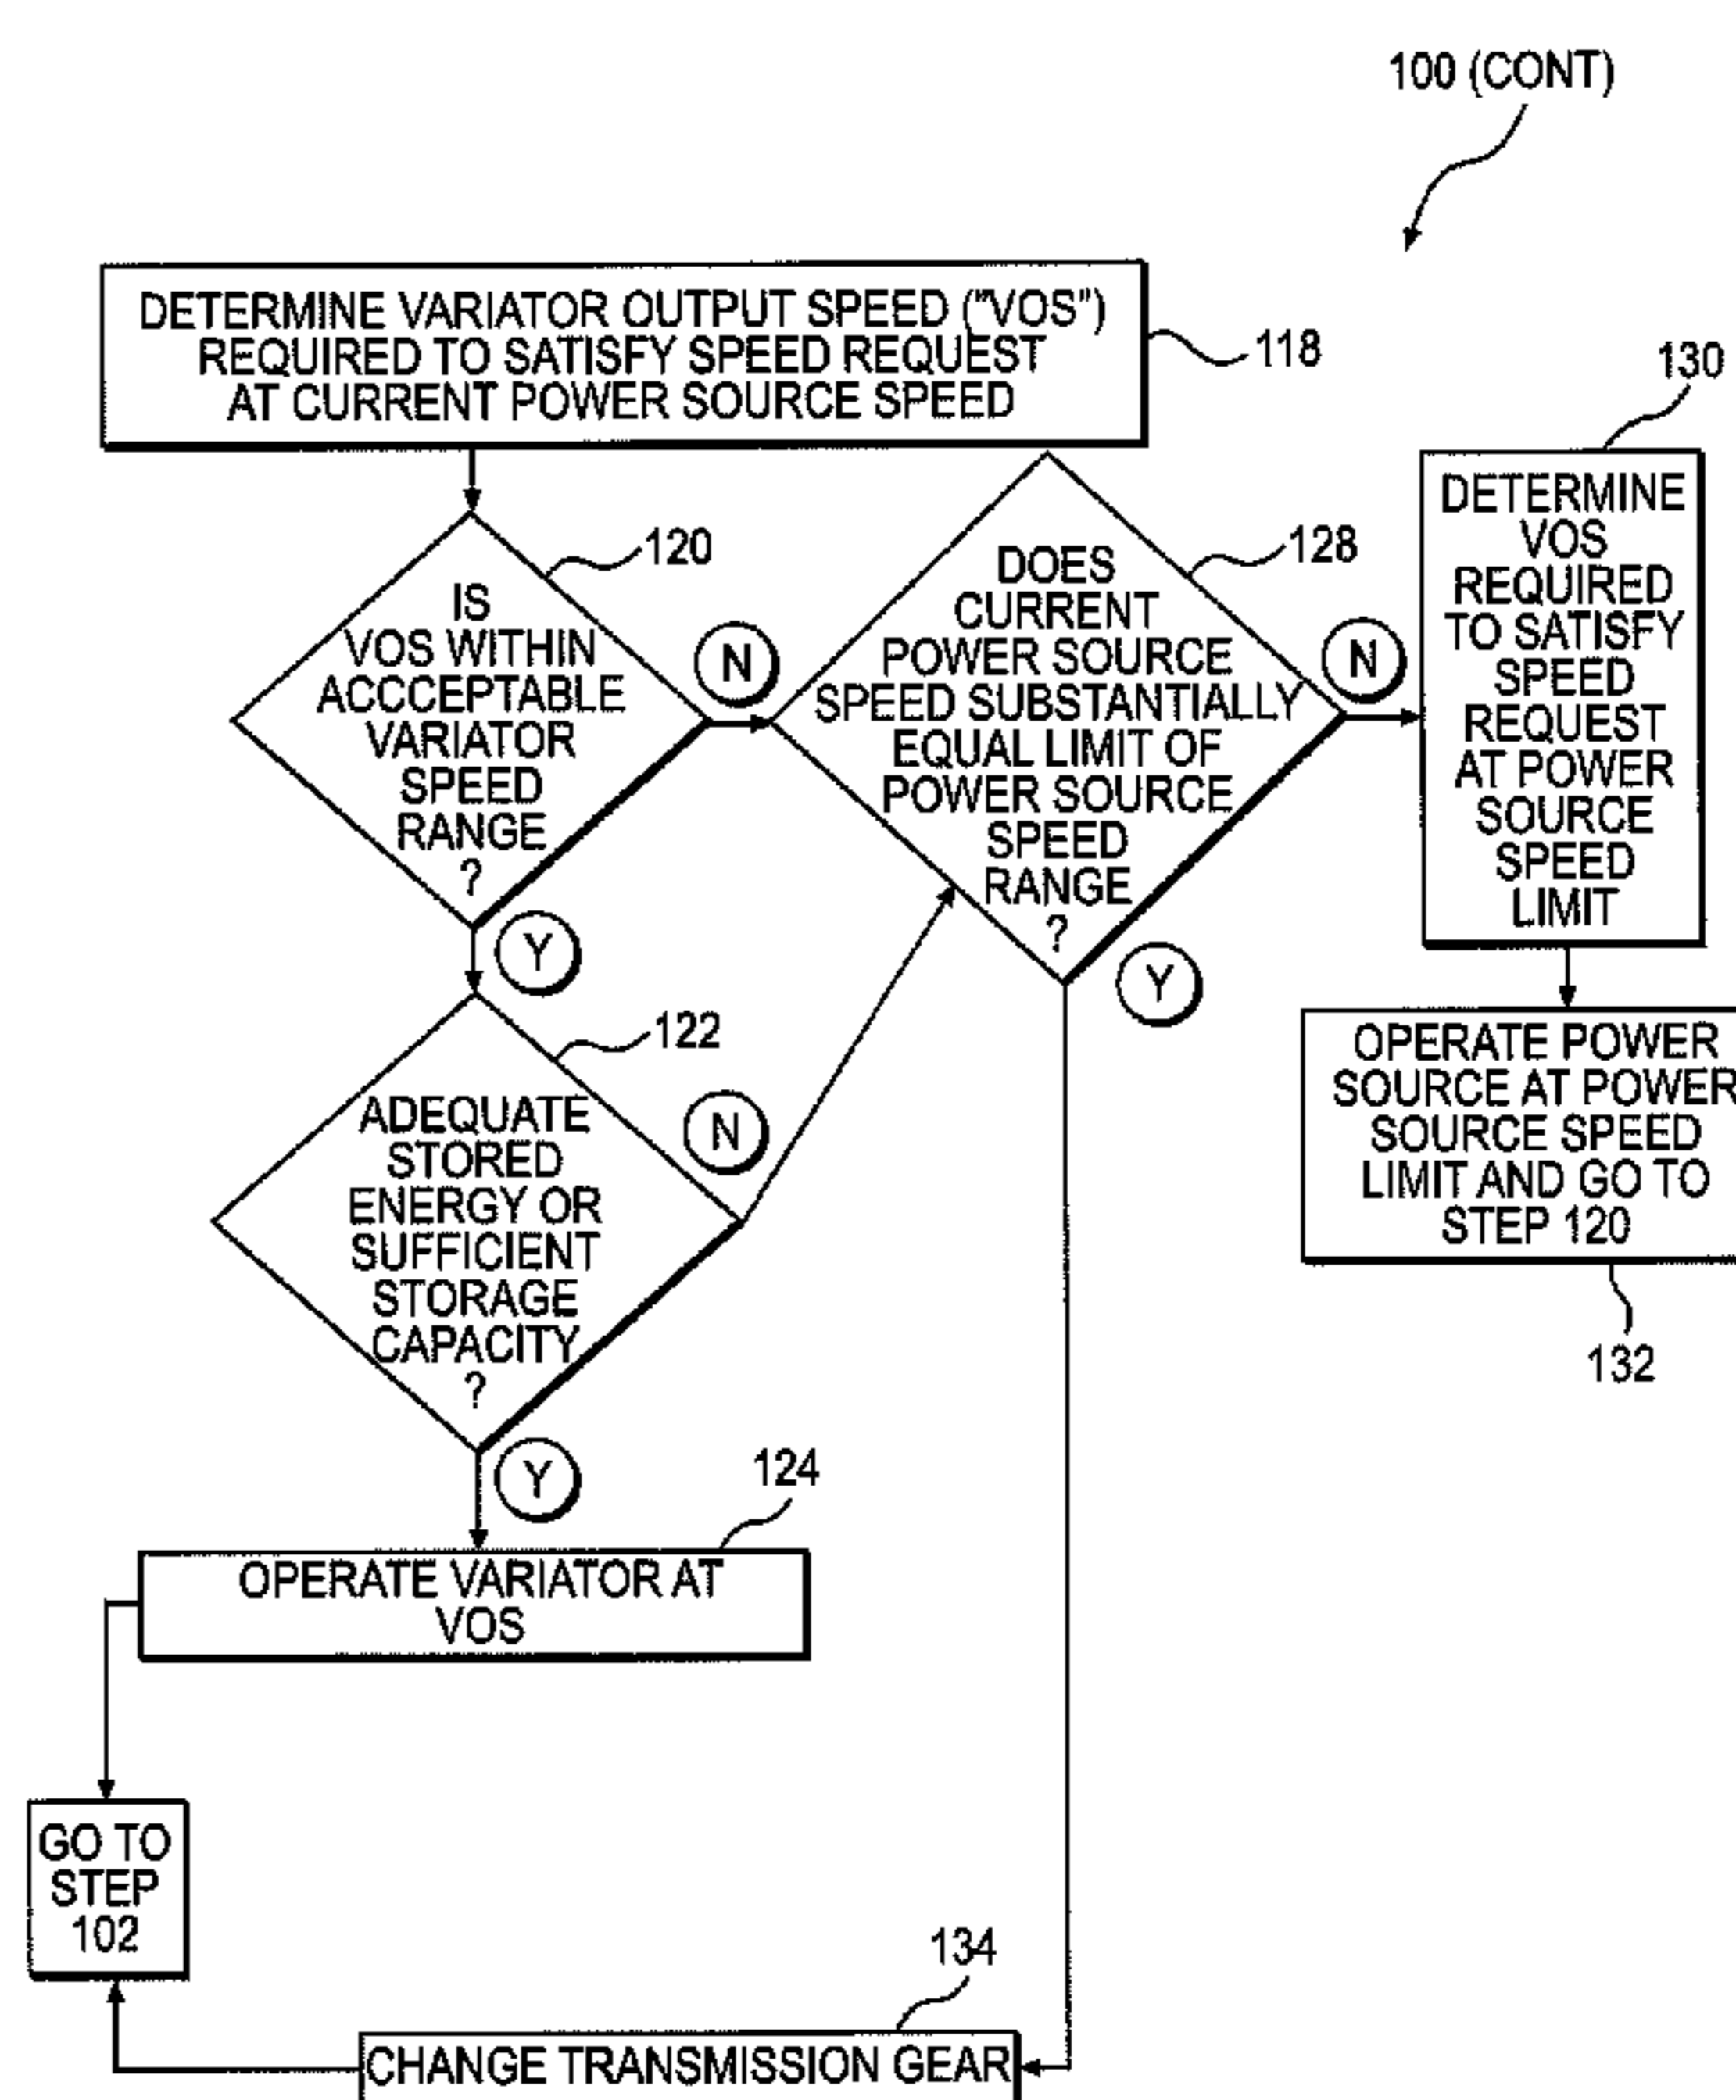 100 (CONT)
DETERMINE VARIATOR OUTPUT SPEED ("VOS")
REQUIRED TO SATISFY SPEED REQUEST
AT CURRENT POWER SOURCE SPEED
118
120
IS
VOS WITHIN
ACCCEPTABLE
VARIATOR
SPEED
RANGE
?
N
Y
128
DOES
CURRENT
POWER SOURCE
SPEED SUBSTANTIALLY
EQUAL LIMIT OF
POWER SOURCE
SPEED
RANGE
?
N
Y
130
DETERMINE
VOS
REQUIRED
TO SATISFY
SPEED
REQUEST
AT POWER
SOURCE
SPEED
LIMIT
OPERATE POWER
SOURCE AT POWER
SOURCE SPEED
LIMIT AND GO TO
STEP 120
132
122
ADEQUATE
STORED
ENERGY OR
SUFFICIENT
STORAGE
CAPACITY
?
N
Y
124
OPERATE VARIATOR AT
VOS
GO TO
STEP
102
134
CHANGE TRANSMISSION GEAR